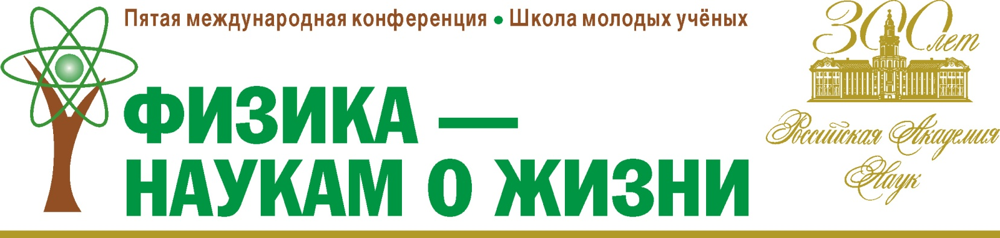 Пятая международная конференция • Школа молодых учёных
ФИЗИКА —
НАУКАМ О ЖИЗНИ
300 лет
Российская Академия
Наук